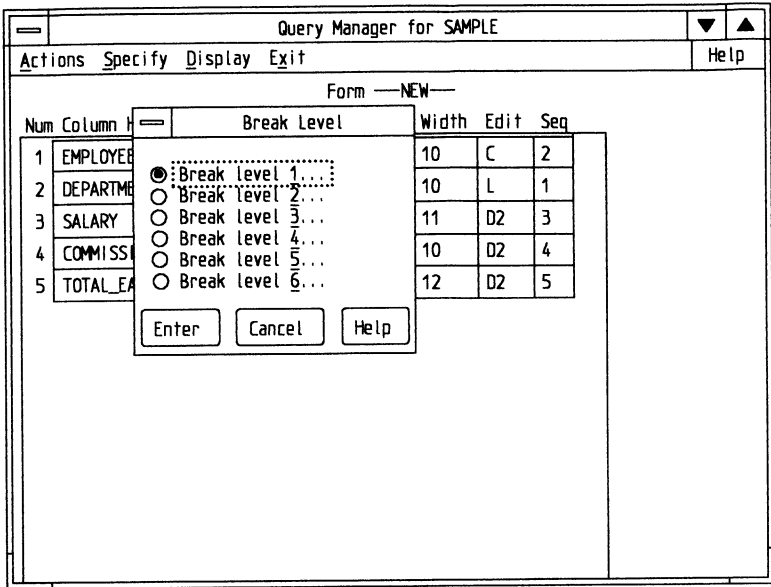 Query Manager for SAMPLE
Actions Specify Display Exit Help
Form —NEW—
Num Column Width Edit Seq
Break Level
1 EMPLOYEE 10 C 2
2 DEPARTME 10 L 1
3 SALARY 11 D2 3
4 COMMISSI 10 D2 4
5 TOTAL_EA 12 D2 5
Break level 1...
Break level 2...
Break level 3...
Break level 4...
Break level 5...
Break level 6...
Enter Cancel Help